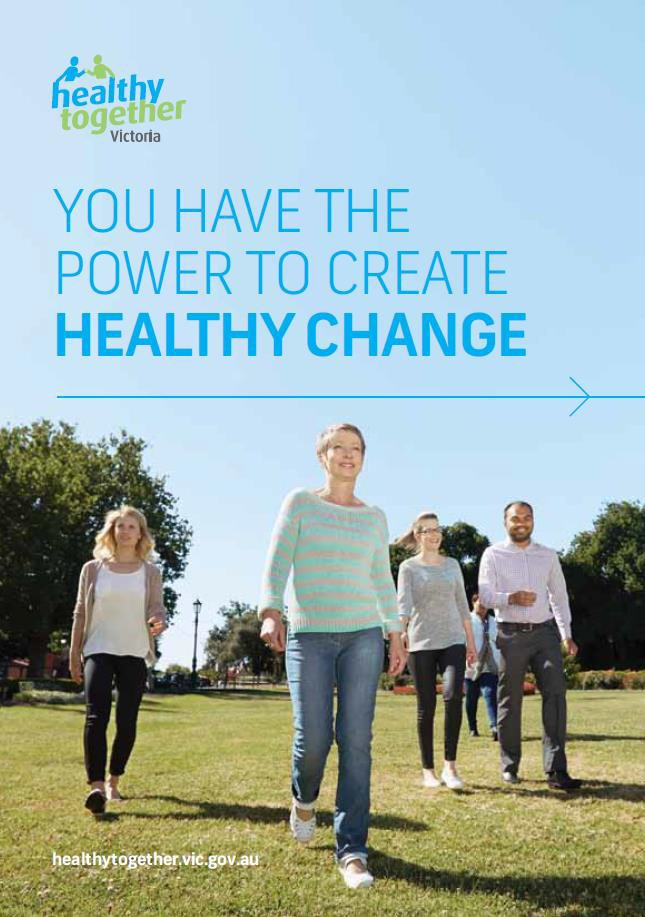 healthy
together
Victoria
YOU HAVE THE
POWER TO CREATE
HEALTHY CHANGE
healthytogether.vic.gov.au